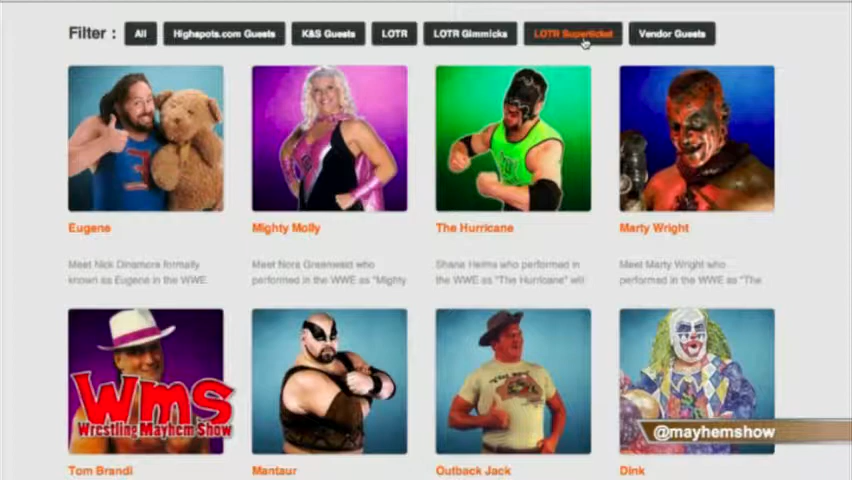 Filter : All Highspots.com Guests K&S Guests LOTR LOTR Gimmicks LOTR Superticket Vendor Guests
3
Eugene Mighty Molly The Hurricane Marty Wright
Meet Nick Dinsmore formally known as Eugene in the WWE.
Meet Nora Greenwald who performed in the WWE as "Mighty
Shane Helms who performed in the WWE as "The Hurricane" will
Meet Marty Wright who performed in the WWE as "The
Wms
Wrestling Mayhem Show
@mayhemshow
Tom Brandi Mantaur Outback Jack Dink